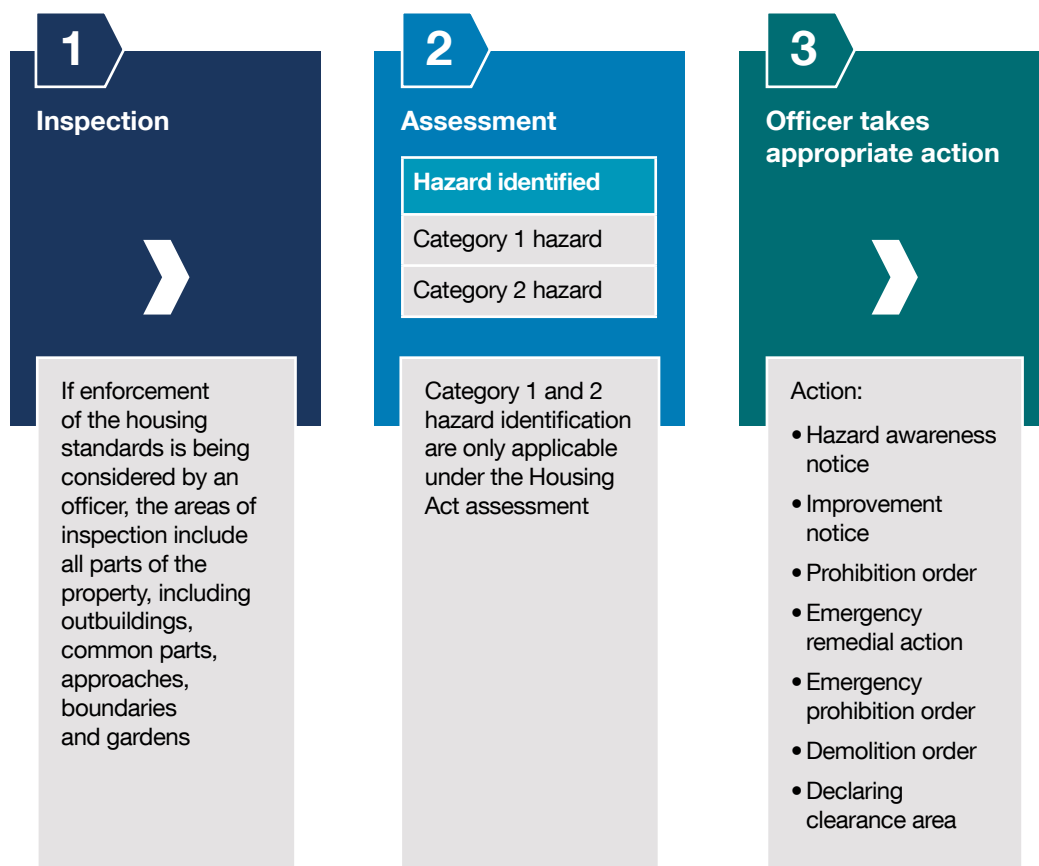 1
Inspection
If enforcement
of the housing
standards is being
considered by an
officer, the areas of
inspection include
all parts of the
property, including
outbuildings,
common parts,
approaches,
boundaries
and gardens
2
Assessment
Hazard identified
Category 1 hazard
Category 2 hazard
Category 1 and 2
hazard identification
are only applicable
under the Housing
Act assessment
3
Officer takes
appropriate action
Action:
• Hazard awareness
notice
• Improvement
notice
• Prohibition order
• Emergency
remedial action
• Emergency
prohibition order
• Demolition order
• Declaring
clearance area